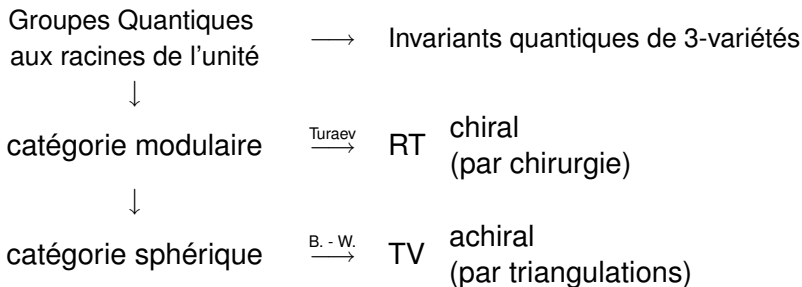 Groupes Quantiques
aux racines de l'unité
⟶ Invariants quantiques de 3-variétés
↓
catégorie modulaire ⟶ Turaev RT chiral
(par chirurgie)
↓
catégorie sphérique ⟶ B. - W. TV achiral
(par triangulations)